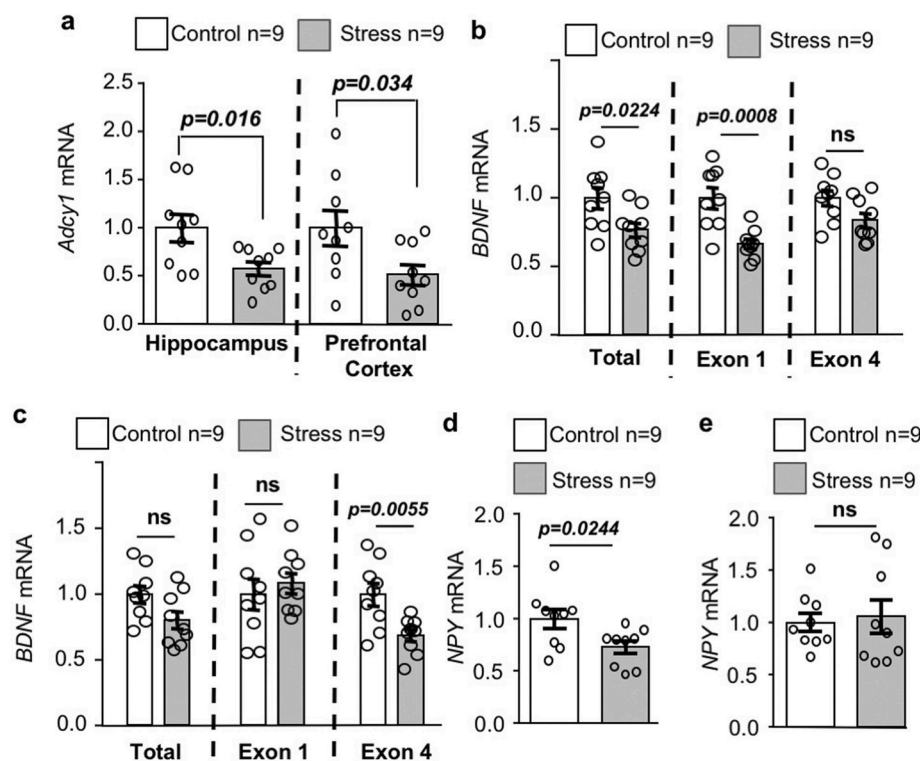 a
Control n=9
Stress n=9
Adcy1 mRNA
2.5
2.0
1.5
1.0
0.5
0.0
p=0.016
p=0.034
Hippocampus
Prefrontal
Cortex
b
Control n=9
Stress n=9
BDNF mRNA
1.5
1.0
0.5
0.0
p=0.0224
p=0.0008
ns
Total
Exon 1
Exon 4
c
Control n=9
Stress n=9
BDNF mRNA
1.5
1.0
0.5
0.0
ns
ns
p=0.0055
Total
Exon 1
Exon 4
d
Control n=9
Stress n=9
NPY mRNA
2.0
1.5
1.0
0.5
0.0
p=0.0244
e
Control n=9
Stress n=9
NPY mRNA
2.0
1.5
1.0
0.5
0.0
ns